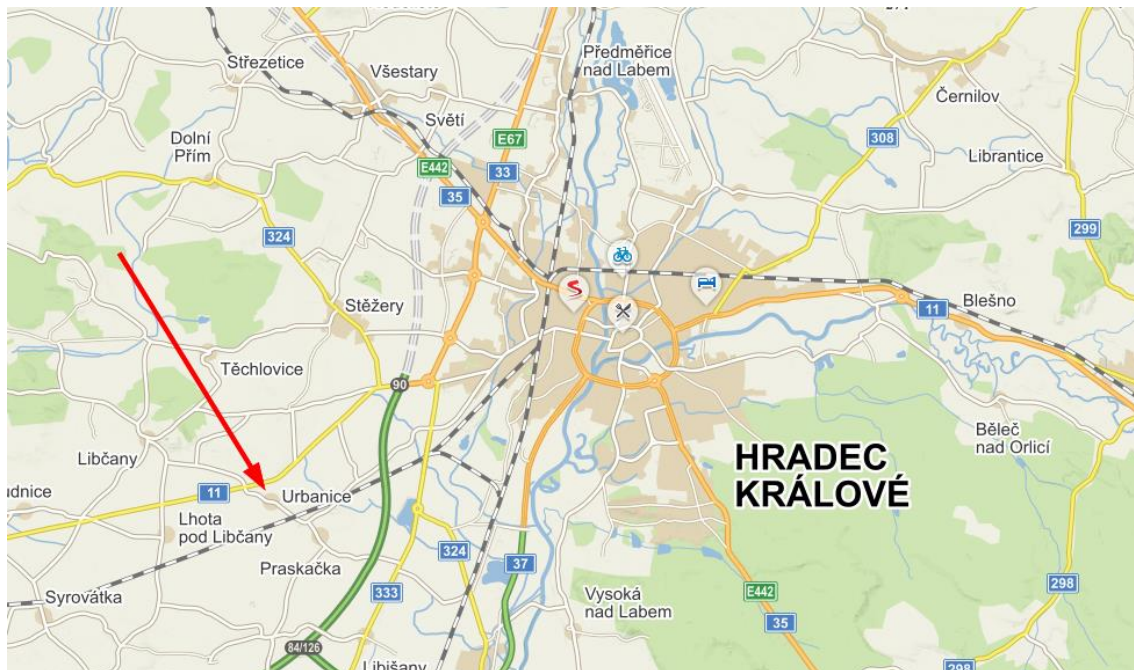 Střezetice
Všestary
Předměřice
nad Labem
Černilov
Světí
Dolní
Přím
E67
308
Librantice
E442
33
35
299
324
Stěžery
11
Blešno
Těchlovice
90
Běleč
nad Orlicí
Libčany
HRADEC
KRÁLOVÉ
udnice
11
Urbanice
Lhota
pod Libčany
324
37
Praskačka
298
333
Vysoká
nad Labem
E442
Syrovátka
35
84/126
Libišany
298